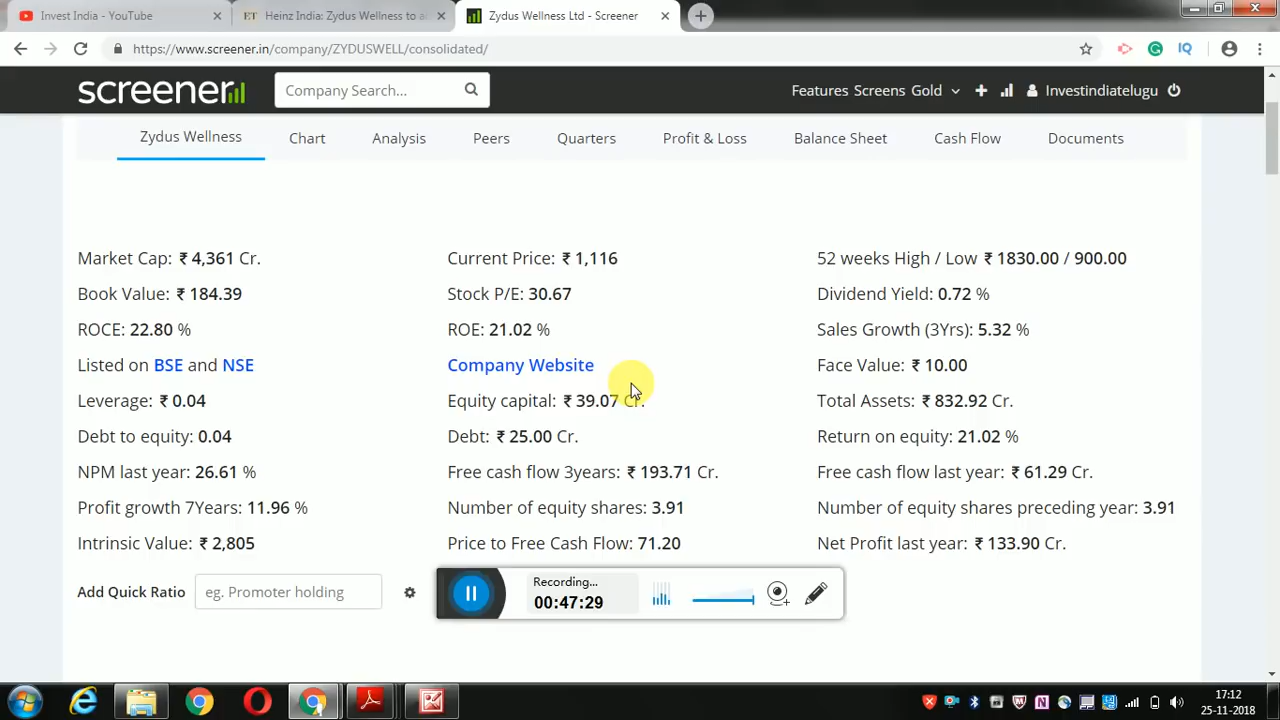 Invest India - YouTube
ET Heinz India: Zydus Wellness to a
Zydus Wellness Ltd - Screener
https://www.screener.in/company/ZYDUSWELL/consolidated/
screener
Company Search...
Features Screens Gold
Investindiatelugu
Zydus Wellness Chart Analysis Peers Quarters Profit & Loss Balance Sheet Cash Flow Documents
Market Cap: ₹ 4,361 Cr. Current Price: ₹ 1,116 52 weeks High / Low ₹ 1830.00 / 900.00
Book Value: ₹ 184.39 Stock P/E: 30.67 Dividend Yield: 0.72 %
ROCE: 22.80 % ROE: 21.02 % Sales Growth (3Yrs): 5.32 %
Listed on BSE and NSE Company Website Face Value: ₹ 10.00
Leverage: ₹ 0.04 Equity capital: ₹ 39.07 Cr. Total Assets: ₹ 832.92 Cr.
Debt to equity: 0.04 Debt: ₹ 25.00 Cr. Return on equity: 21.02 %
NPM last year: 26.61 % Free cash flow 3years: ₹ 193.71 Cr. Free cash flow last year: ₹ 61.29 Cr.
Profit growth 7Years: 11.96 % Number of equity shares: 3.91 Number of equity shares preceding year: 3.91
Intrinsic Value: ₹ 2,805 Price to Free Cash Flow: 71.20 Net Profit last year: ₹ 133.90 Cr.
Add Quick Ratio eg. Promoter holding
Recording...
00:47:29
17:12
25-11-2018